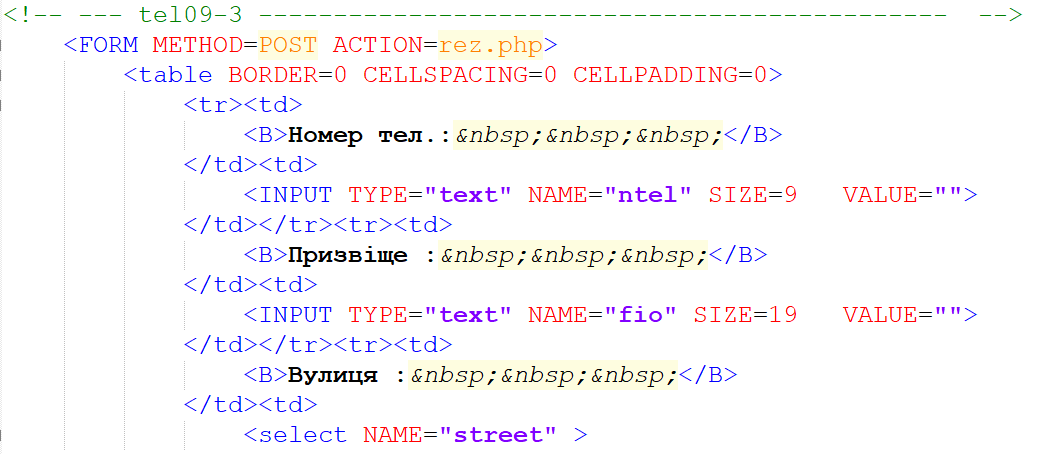 <!-- --- tel09-3 ---------------------------------------------- -->
<FORM METHOD=POST ACTION=rez.php>
<table BORDER=0 CELLSPACING=0 CELLPADDING=0>
<tr><td>
<B>Номер тел.:&nbsp;&nbsp;&nbsp;</B>
</td><td>
<INPUT TYPE="text" NAME="ntel" SIZE=9   VALUE="">
</td></tr><tr><td>
<B>Призвіще :&nbsp;&nbsp;&nbsp;</B>
</td><td>
<INPUT TYPE="text" NAME="fio" SIZE=19   VALUE="">
</td></tr><tr><td>
<B>Вулиця :&nbsp;&nbsp;&nbsp;</B>
</td><td>
<select NAME="street" >